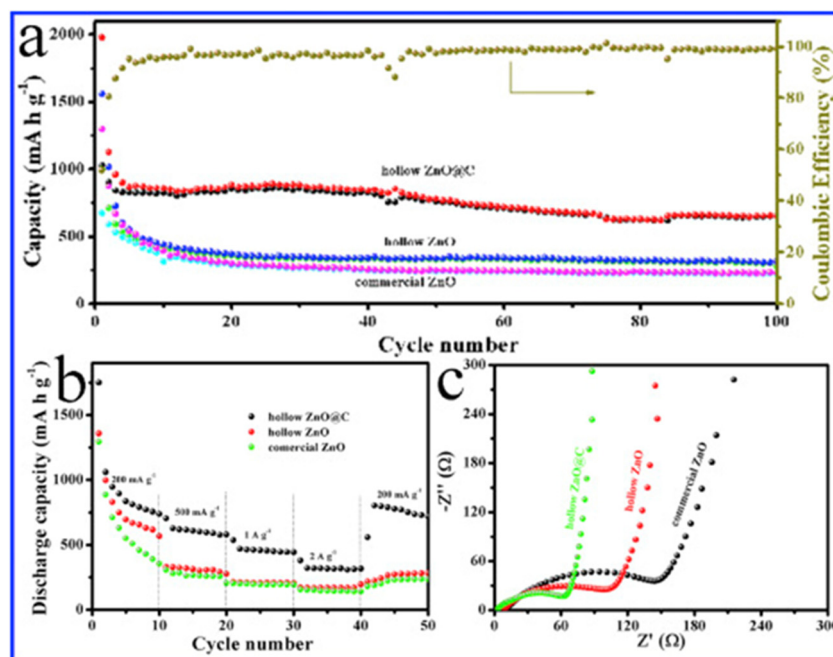 a
Capacity (mA h g⁻¹)
2000
1500
1000
500
0
hollow ZnO@C
hollow ZnO
commercial ZnO
100
80
60
40
20
0
Coulombic Efficiency (%)
0
20
40
60
80
100
Cycle number
b
Discharge capacity (mA h g⁻¹)
1500
1000
500
0
hollow ZnO@C
hollow ZnO
comercial ZnO
200 mA g⁻¹
500 mA g⁻¹
1 A g⁻¹
2 A g⁻¹
200 mA g⁻¹
0
10
20
30
40
50
Cycle number
c
-Z'' (Ω)
300
240
180
120
60
0
hollow ZnO@C
hollow ZnO
commercial ZnO
0
60
120
180
240
300
Z' (Ω)